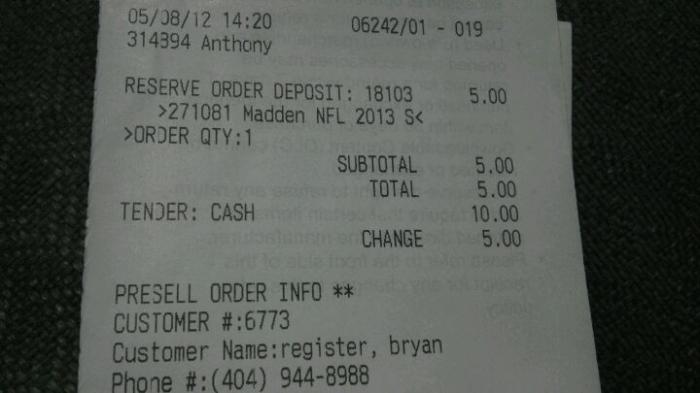 05/08/12 14:20 06242/01 - 019
314394 Anthony
RESERVE ORDER DEPOSIT: 18103 5.00
>271081 Madden NFL 2013 S<
>ORDER QTY:1
SUBTOTAL 5.00
TOTAL 5.00
TENDER: CASH 10.00
CHANGE 5.00
PRESELL ORDER INFO **
CUSTOMER #:6773
Customer Name:register, bryan
Phone #:(404) 944-8988